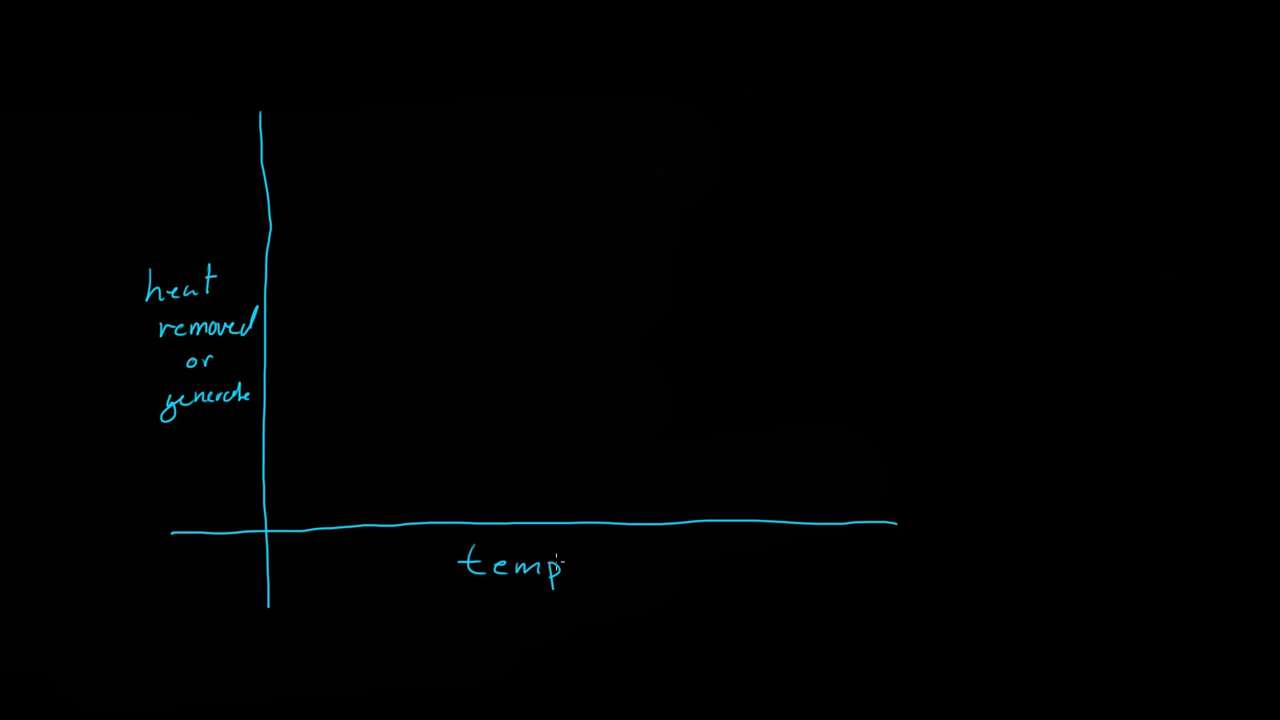 heat
removed
or
generate
temp